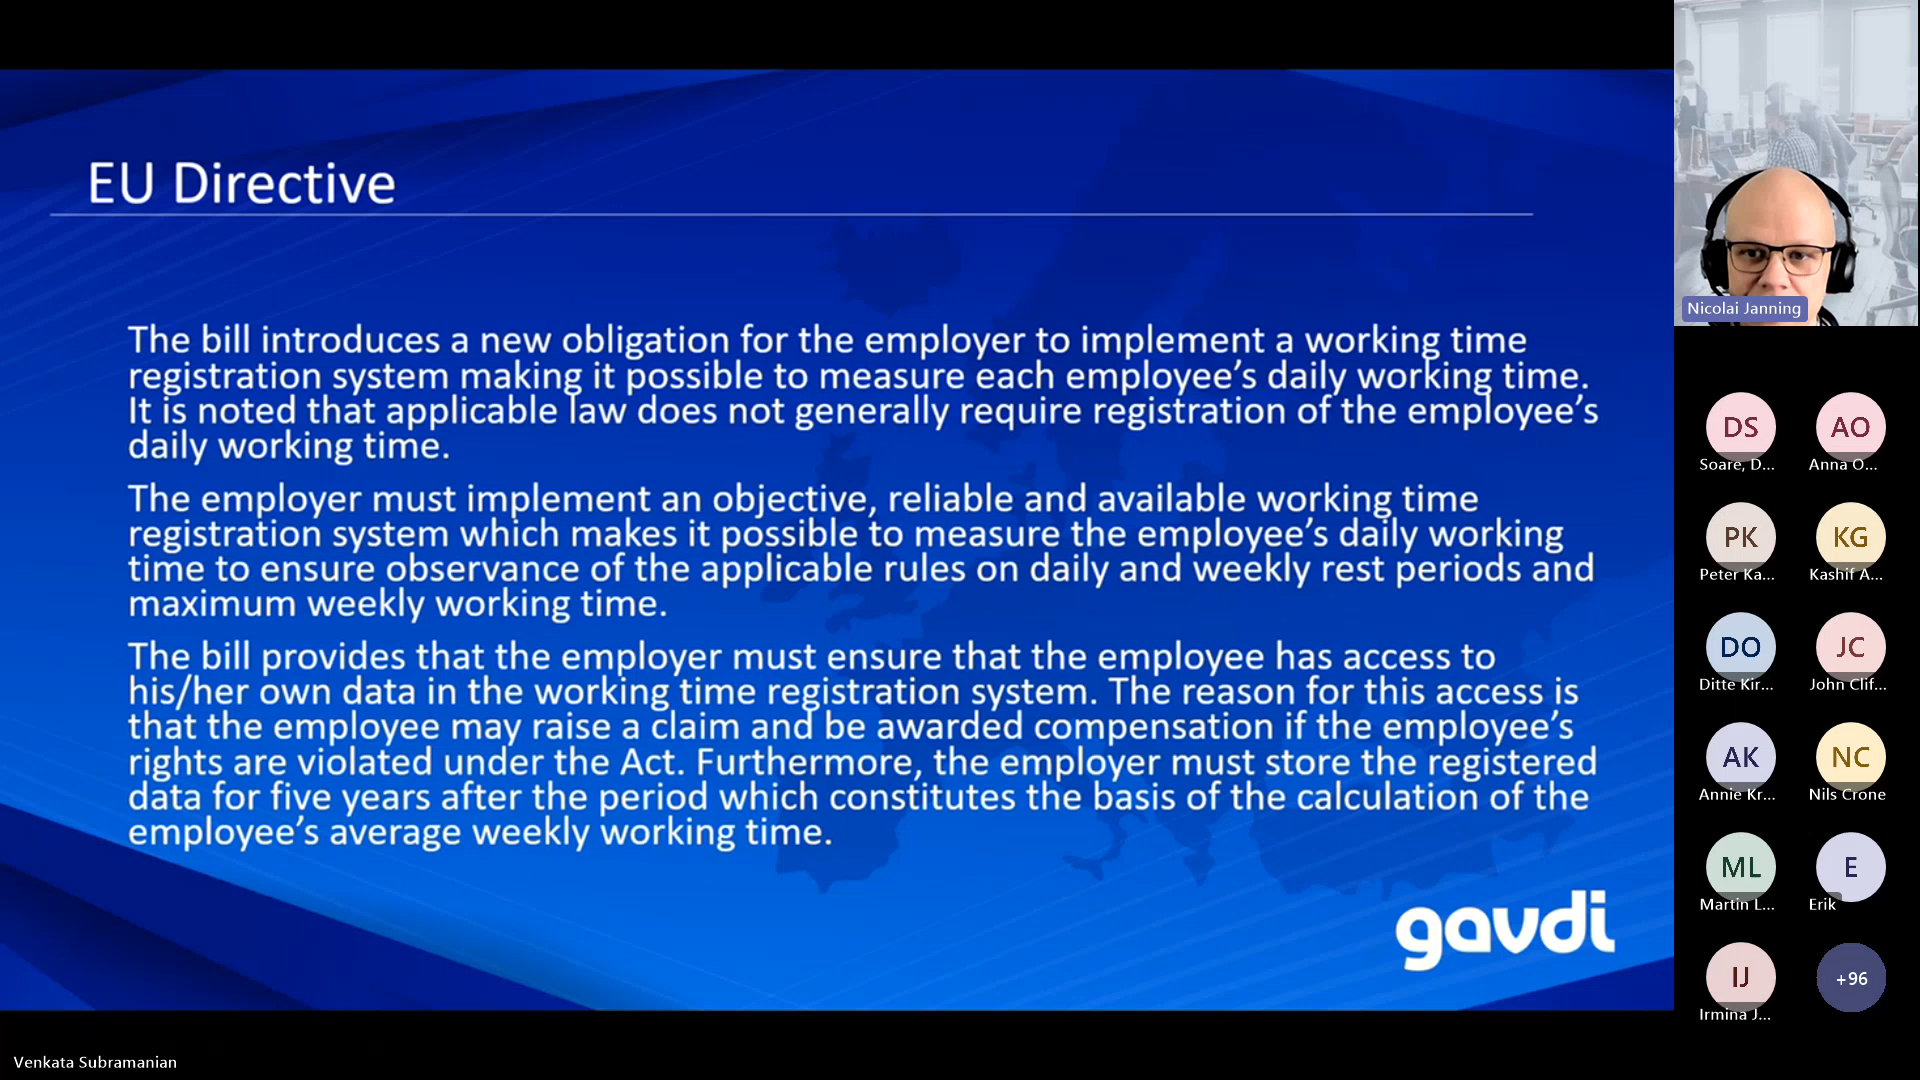 EU Directive
The bill introduces a new obligation for the employer to implement a working time
registration system making it possible to measure each employee’s daily working time.
It is noted that applicable law does not generally require registration of the employee’s
daily working time.
The employer must implement an objective, reliable and available working time
registration system which makes it possible to measure the employee’s daily working
time to ensure observance of the applicable rules on daily and weekly rest periods and
maximum weekly working time.
The bill provides that the employer must ensure that the employee has access to
his/her own data in the working time registration system. The reason for this access is
that the employee may raise a claim and be awarded compensation if the employee’s
rights are violated under the Act. Furthermore, the employer must store the registered
data for five years after the period which constitutes the basis of the calculation of the
employee’s average weekly working time.
gavdi
Nicolai Janning
DS AO
Soare, D... Anna O...
PK KG
Peter Ka... Kashif A...
DO JC
Ditte Kir... John Clif...
AK NC
Annie Kr... Nils Crone
ML E
Martin L... Erik
IJ +96
Irmina J...
Venkata Subramanian